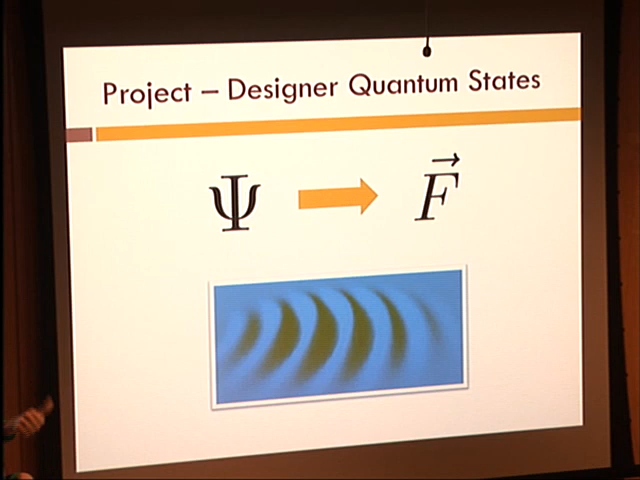 Project – Designer Quantum States
Ψ → F⃗